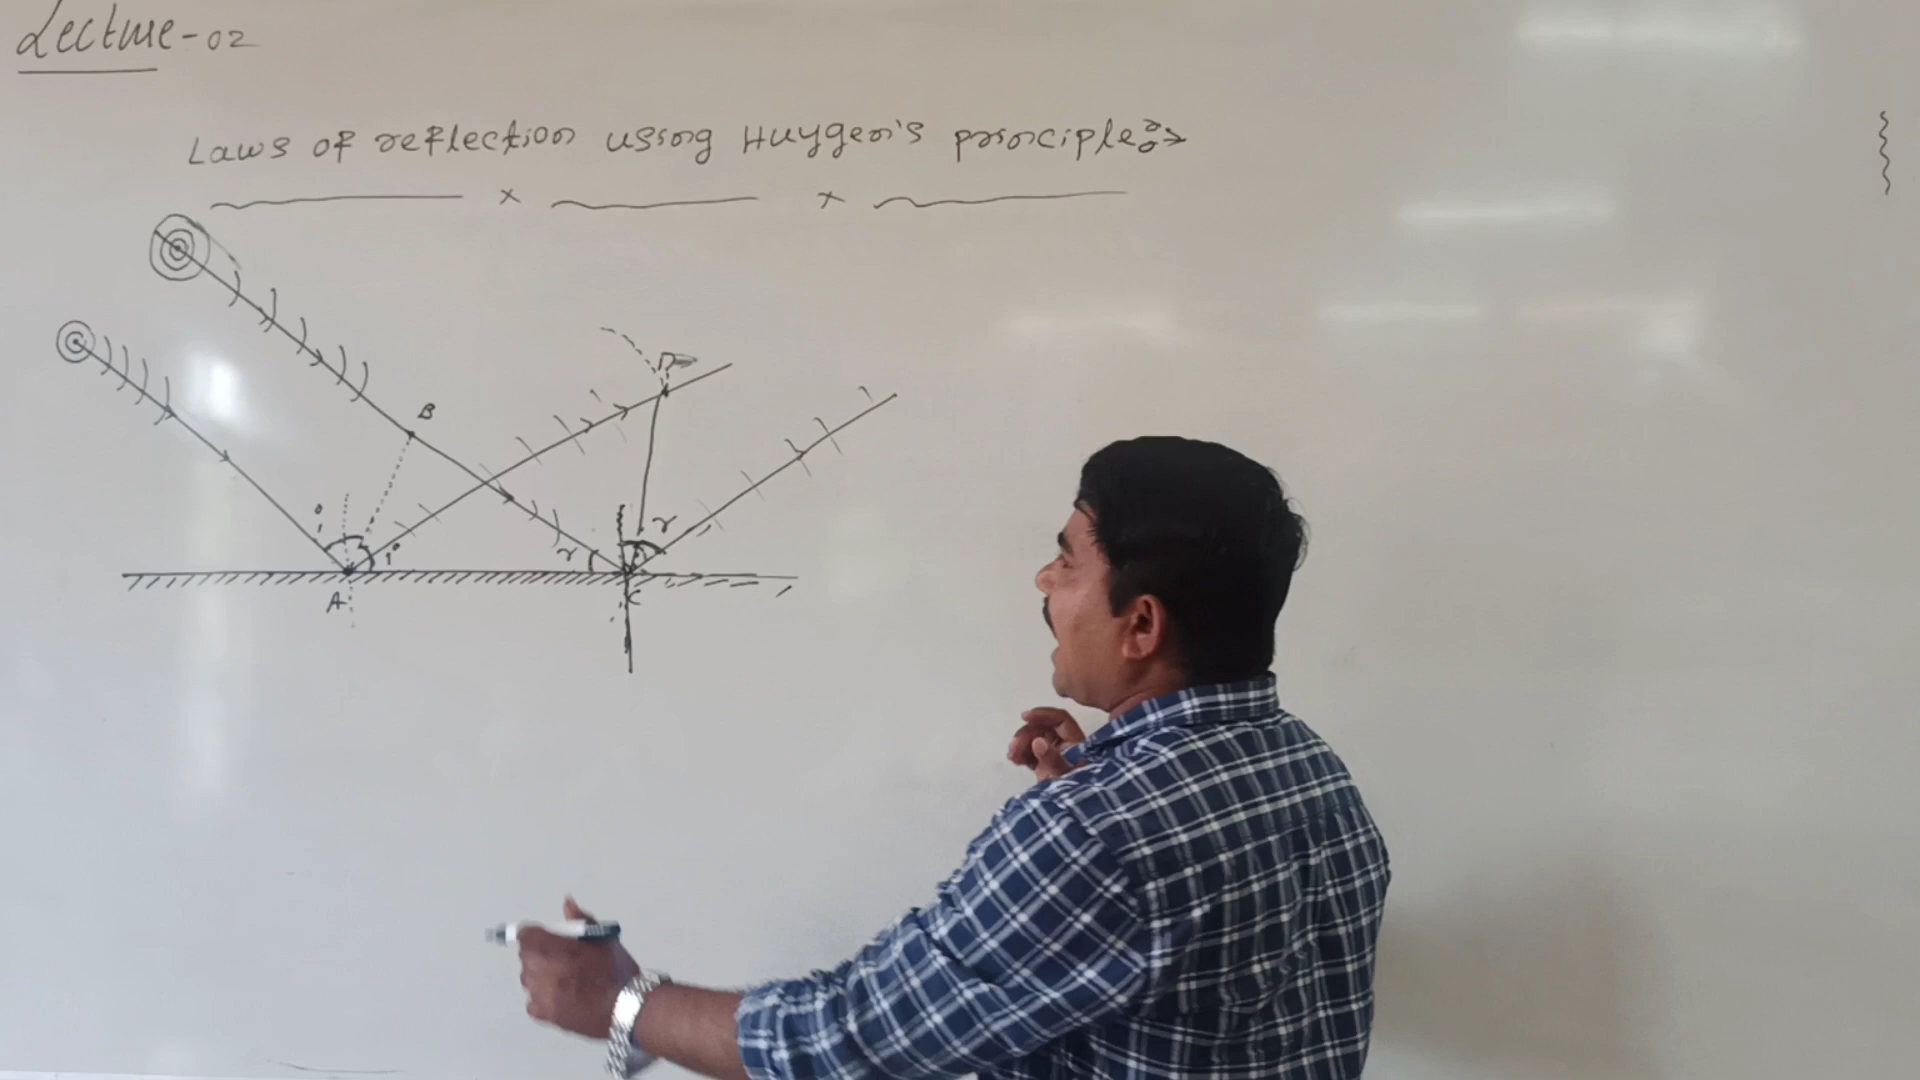 Lecture-02
Laws of reflection using Huygen's principle:→
B
D
i
r
i
r
A
C